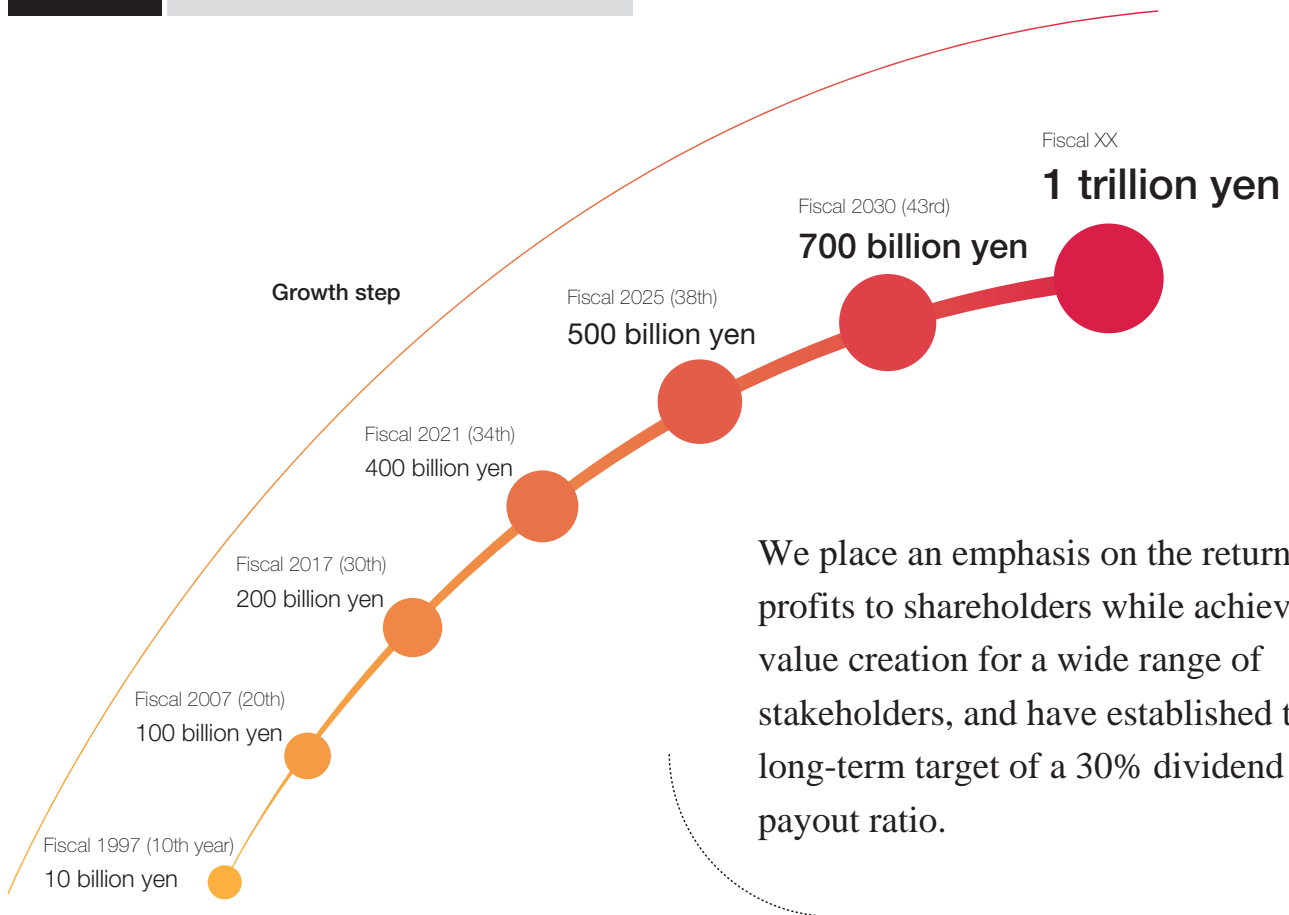 Fiscal XX
1 trillion yen
Fiscal 2030 (43rd)
700 billion yen
Growth step
Fiscal 2025 (38th)
500 billion yen
Fiscal 2021 (34th)
400 billion yen
Fiscal 2017 (30th)
200 billion yen
Fiscal 2007 (20th)
100 billion yen
Fiscal 1997 (10th year)
10 billion yen
We place an emphasis on the return
profits to shareholders while achiev
value creation for a wide range of
stakeholders, and have established t
long-term target of a 30% dividend
payout ratio.